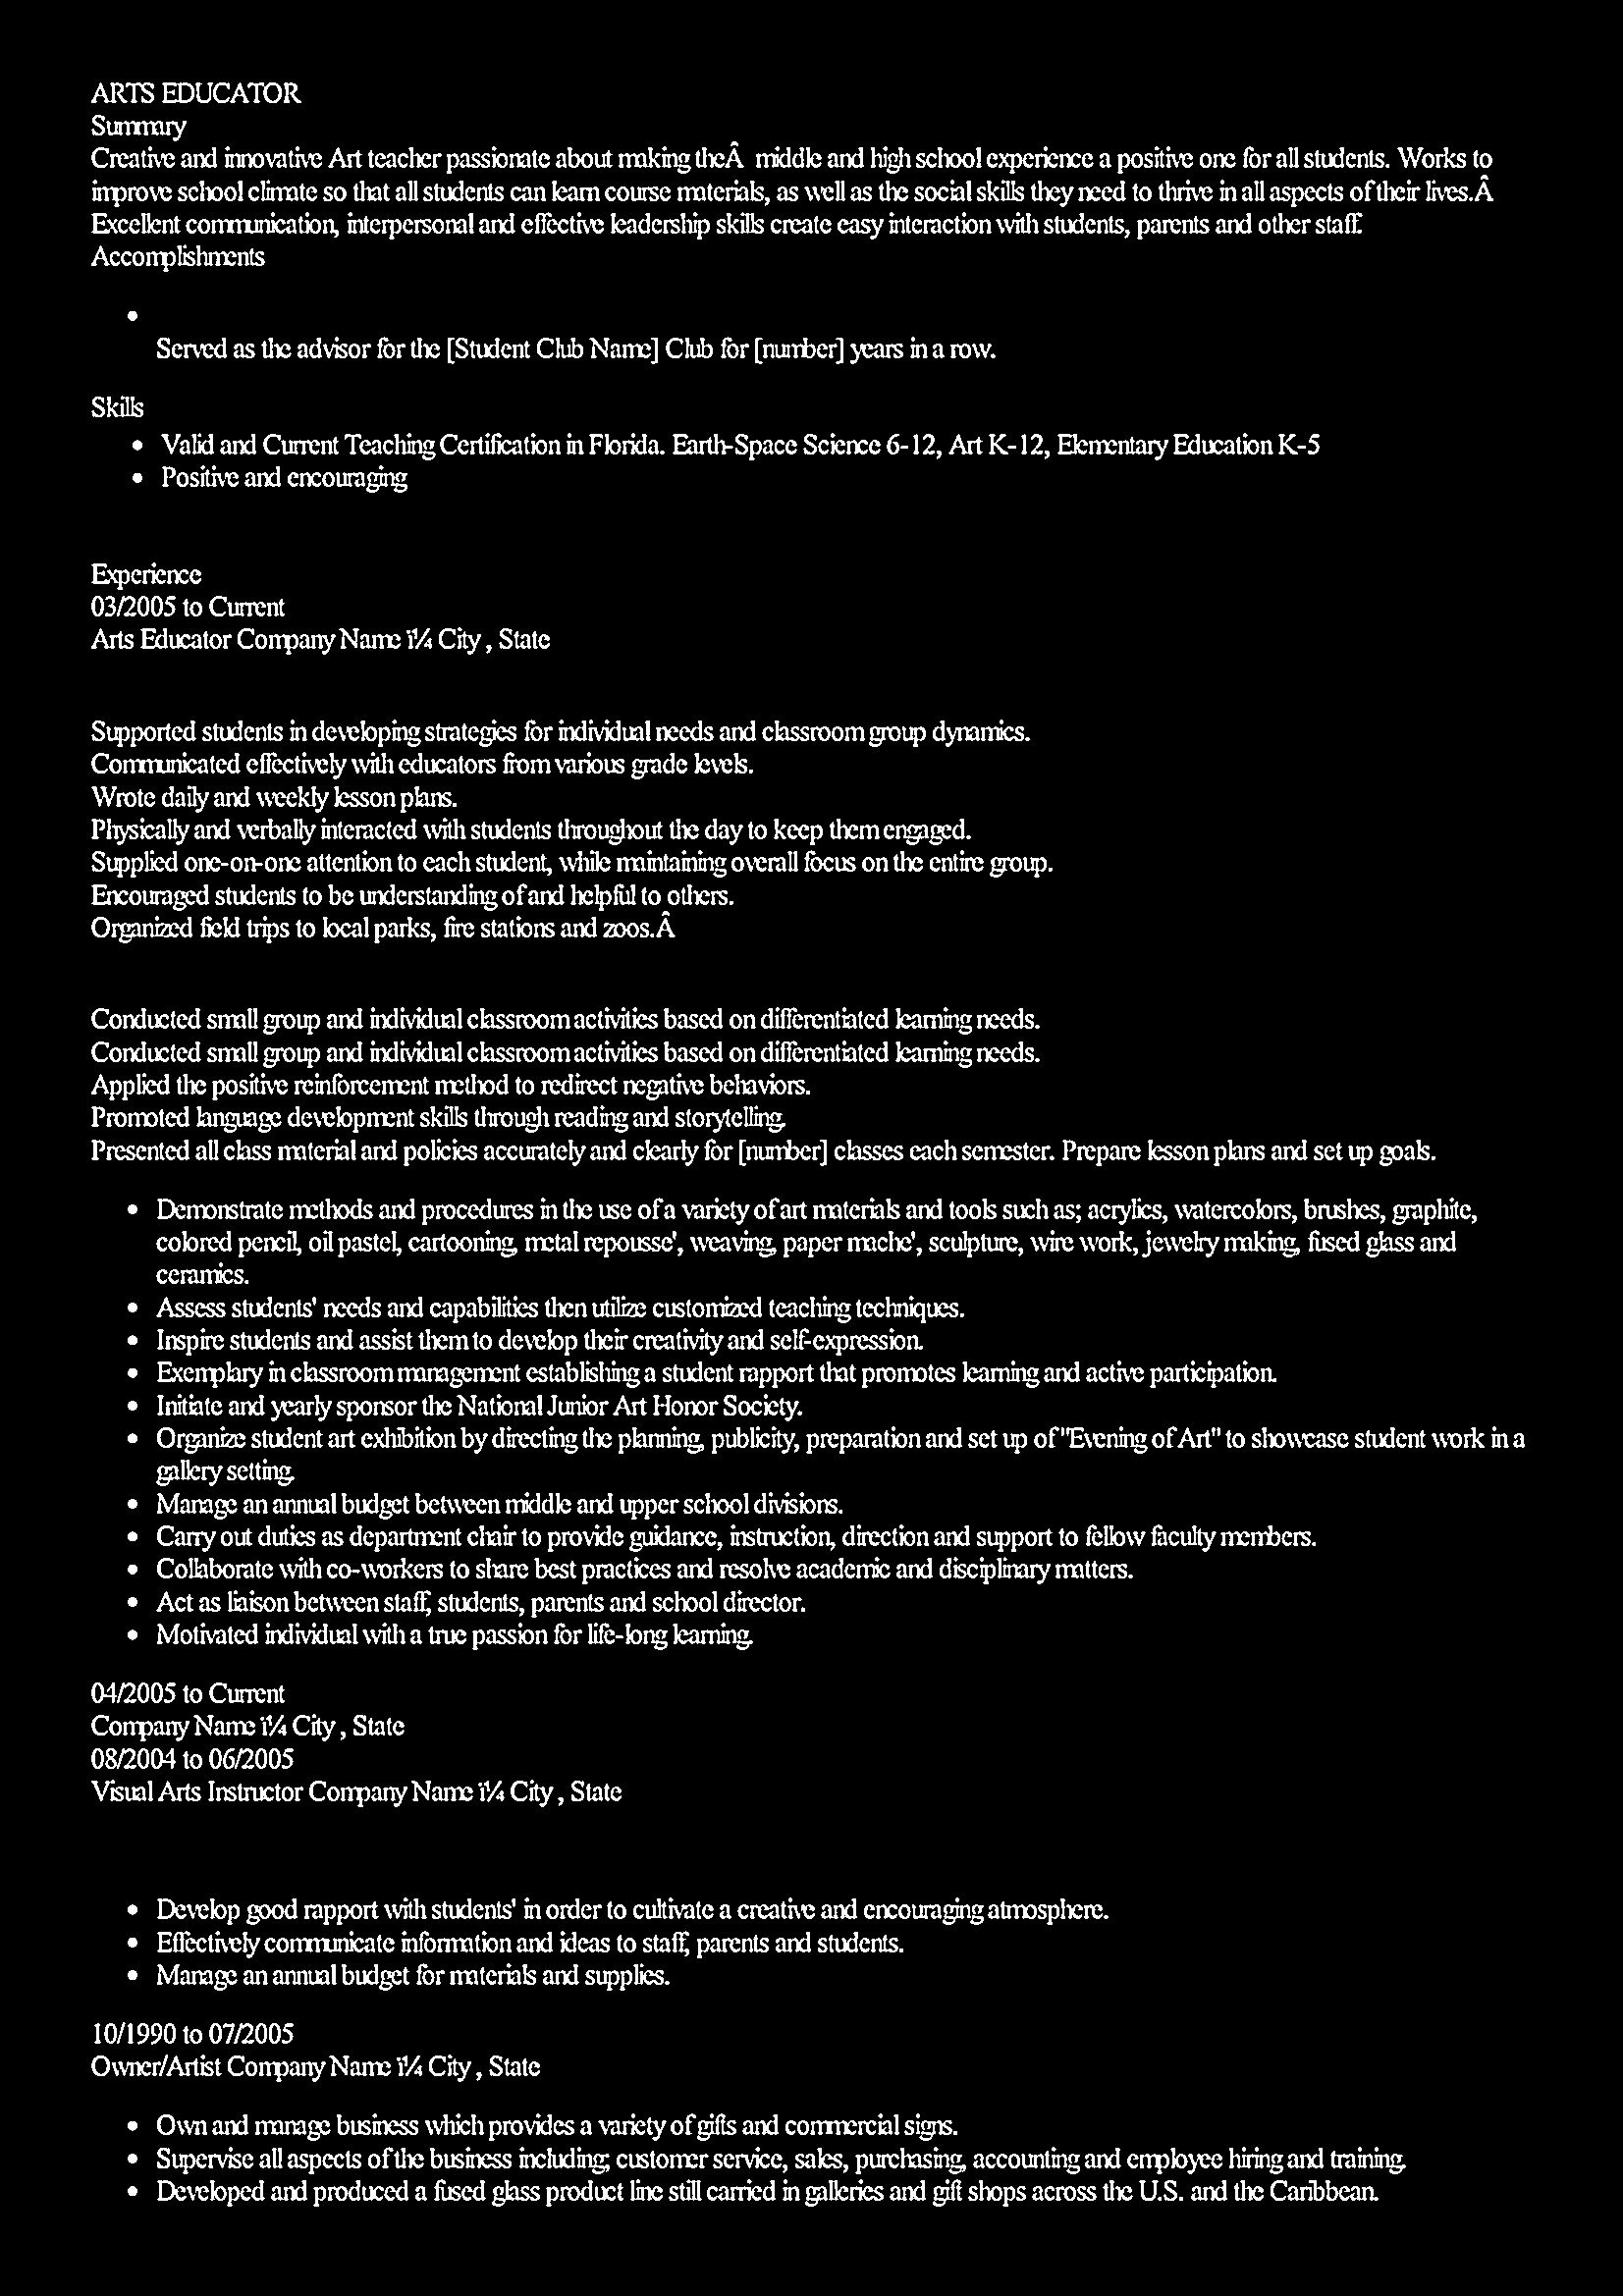 ARTS EDUCATOR
Summary
Creative and innovative Art teacher passionate about making theÂ  middle and high school experience a positive one for all students. Works to
improve school climate so that all students can learn course materials, as well as the social skills they need to thrive in all aspects of their lives.Â
Excellent communication, interpersonal and effective leadership skills create easy interaction with students, parents and other staff.
Accomplishments
•
Served as the advisor for the [Student Club Name] Club for [number] years in a row.
Skills
• Valid and Current Teaching Certification in Florida. Earth-Space Science 6-12, Art K-12, Elementary Education K-5
• Positive and encouraging
Experience
03/2005 to Current
Arts Educator Company Name ï¼ City , State
Supported students in developing strategies for individual needs and classroom group dynamics.
Communicated effectively with educators from various grade levels.
Wrote daily and weekly lesson plans.
Physically and verbally interacted with students throughout the day to keep them engaged.
Supplied one-on-one attention to each student, while maintaining overall focus on the entire group.
Encouraged students to be understanding of and helpful to others.
Organized field trips to local parks, fire stations and zoos.Â
Conducted small group and individual classroom activities based on differentiated learning needs.
Conducted small group and individual classroom activities based on differentiated learning needs.
Applied the positive reinforcement method to redirect negative behaviors.
Promoted language development skills through reading and storytelling.
Presented all class material and policies accurately and clearly for [number] classes each semester. Prepare lesson plans and set up goals.
• Demonstrate methods and procedures in the use of a variety of art materials and tools such as; acrylics, watercolors, brushes, graphite,
colored pencil, oil pastel, cartooning, metal repousse', weaving, paper mache', sculpture, wire work, jewelry making, fused glass and
ceramics.
• Assess students' needs and capabilities then utilize customized teaching techniques.
• Inspire students and assist them to develop their creativity and self-expression.
• Exemplary in classroom management establishing a student rapport that promotes learning and active participation.
• Initiate and yearly sponsor the National Junior Art Honor Society.
• Organize student art exhibition by directing the planning, publicity, preparation and set up of "Evening of Art" to showcase student work in a
gallery setting.
• Manage an annual budget between middle and upper school divisions.
• Carry out duties as department chair to provide guidance, instruction, direction and support to fellow faculty members.
• Collaborate with co-workers to share best practices and resolve academic and disciplinary matters.
• Act as liaison between staff, students, parents and school director.
• Motivated individual with a true passion for life-long learning.
04/2005 to Current
Company Name ï¼ City , State
08/2004 to 06/2005
Visual Arts Instructor Company Name ï¼ City , State
• Develop good rapport with students' in order to cultivate a creative and encouraging atmosphere.
• Effectively communicate information and ideas to staff, parents and students.
• Manage an annual budget for materials and supplies.
10/1990 to 07/2005
Owner/Artist Company Name ï¼ City , State
• Own and manage business which provides a variety of gifts and commercial signs.
• Supervise all aspects of the business including; customer service, sales, purchasing, accounting and employee hiring and training.
• Developed and produced a fused glass product line still carried in galleries and gift shops across the U.S. and the Caribbean.